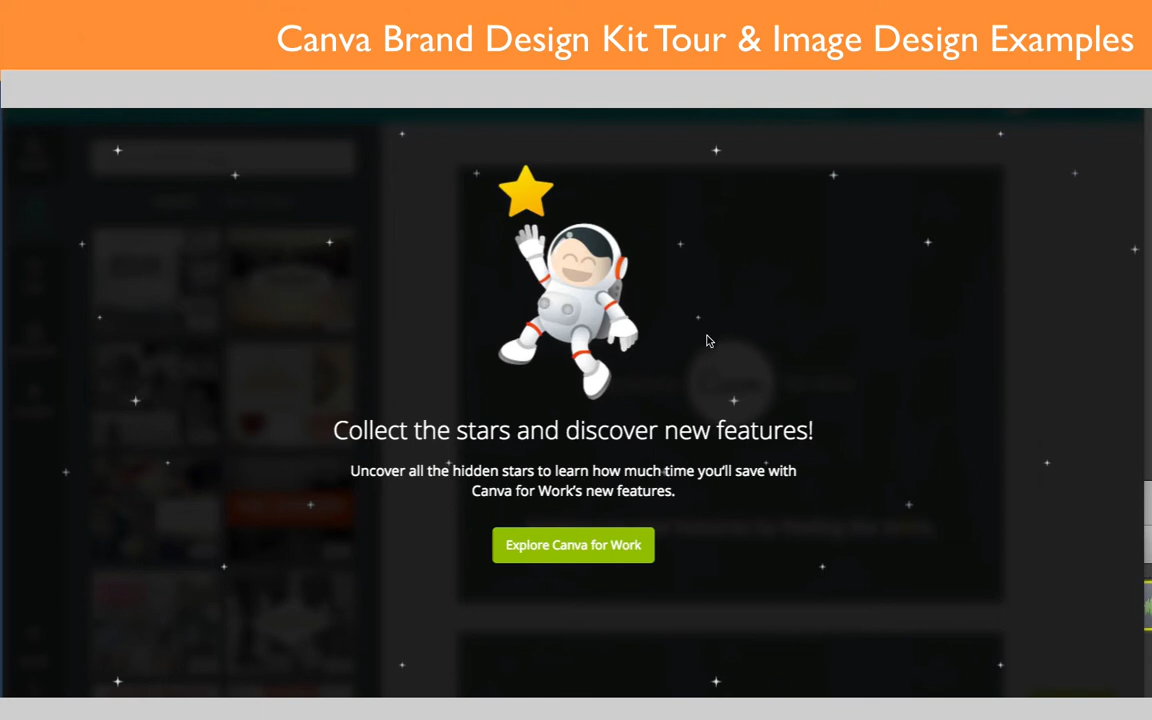 Canva Brand Design Kit Tour & Image Design Examples
Collect the stars and discover new features!
Uncover all the hidden stars to learn how much time you'll save with
Canva for Work's new features.
Explore Canva for Work